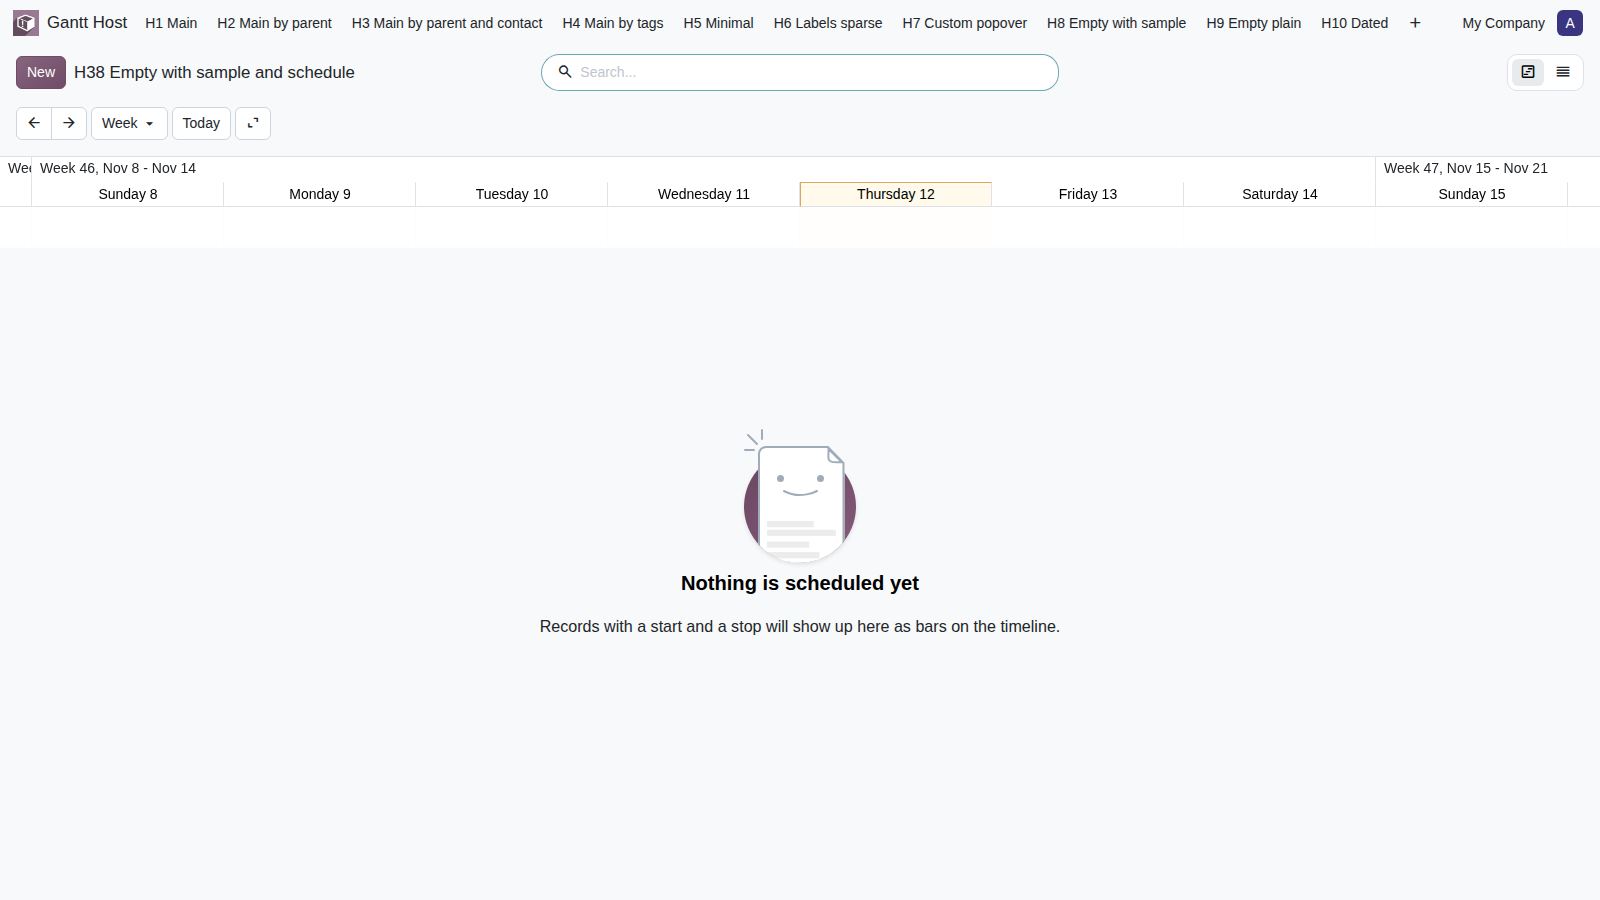 Gantt Host H1 Main H2 Main by parent H3 Main by parent and contact H4 Main by tags H5 Minimal H6 Labels sparse H7 Custom popover H8 Empty with sample H9 Empty plain H10 Dated + My Company A
New H38 Empty with sample and schedule Search...
Week Today
Week 46, Nov 8 - Nov 14 Week 47, Nov 15 - Nov 21
Sunday 8 Monday 9 Tuesday 10 Wednesday 11 Thursday 12 Friday 13 Saturday 14 Sunday 15
Nothing is scheduled yet
Records with a start and a stop will show up here as bars on the timeline.